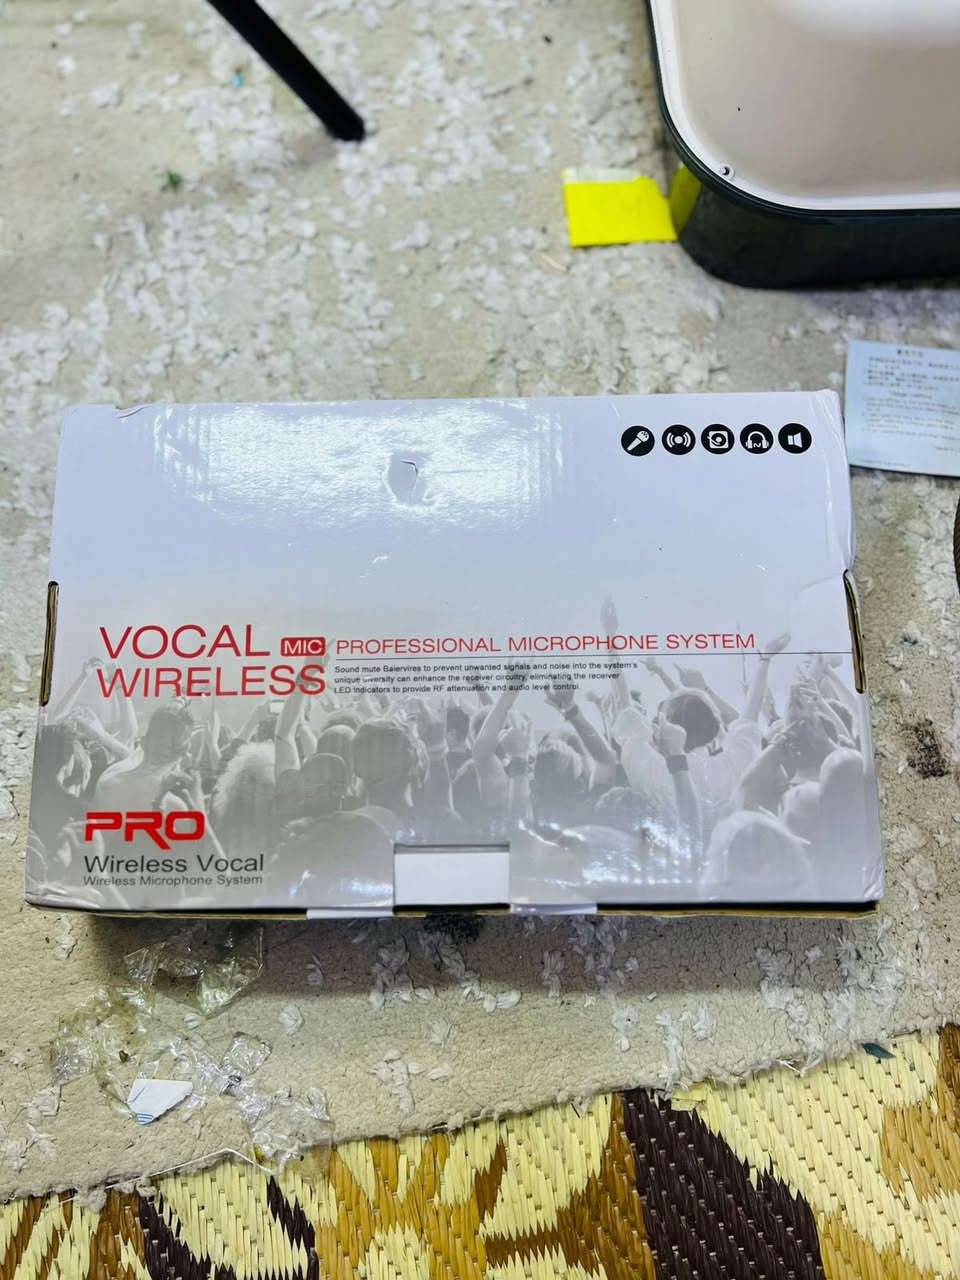 VOCAL MIC PROFESSIONAL MICROPHONE SYSTEM
WIRELESS
Sound mute Baiervires to prevent unwanted signals and noise into the system's
unique diversity can enhance the receiver circuitry, eliminating the receiver
LED Indicators to provide RF attenuation and audio level control.
PRO
Wireless Vocal
Wireless Microphone System